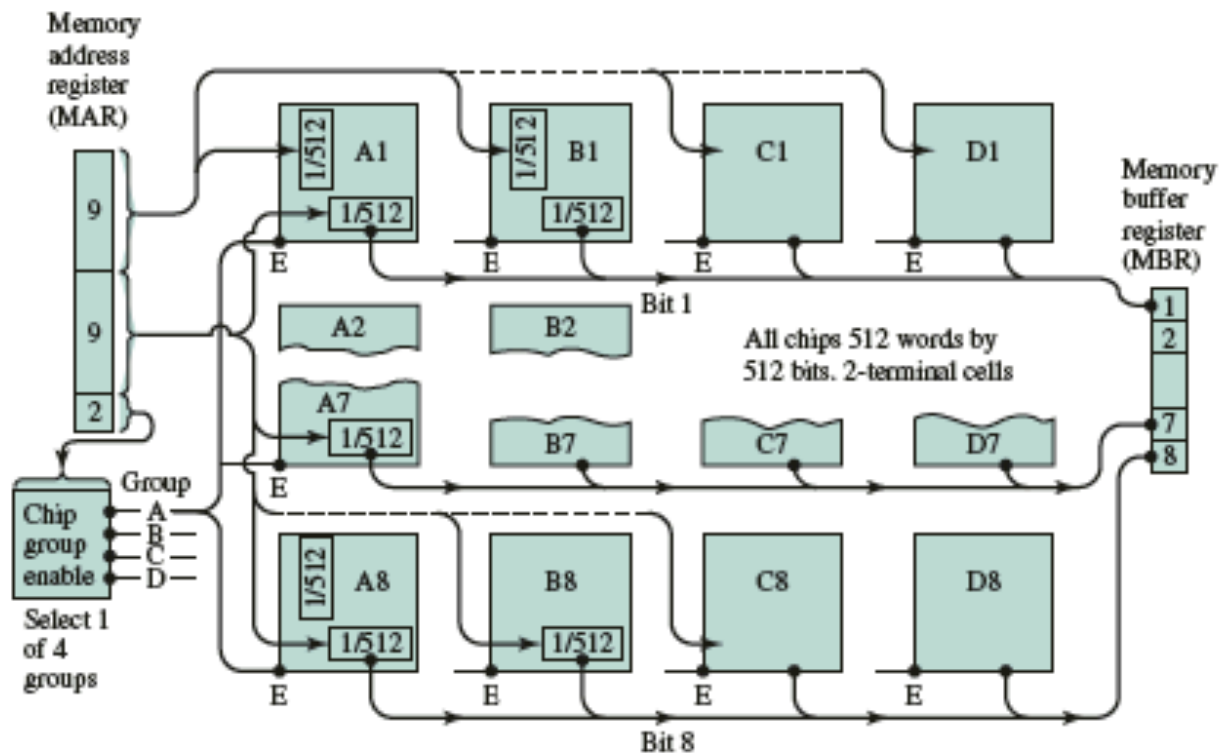 Memory
address
register
(MAR)
9
9
2
1/512
A1
1/512
E
1/512
B1
1/512
E
C1
E
D1
E
Memory
buffer
register
(MBR)
1
2
7
8
Bit 1
A2
B2
All chips 512 words by
512 bits. 2-terminal cells
A7
1/512
E
B7
C7
D7
Group
Chip
group
enable
A
B
C
D
Select 1
of 4
groups
1/512
A8
1/512
E
B8
1/512
E
C8
E
D8
E
Bit 8